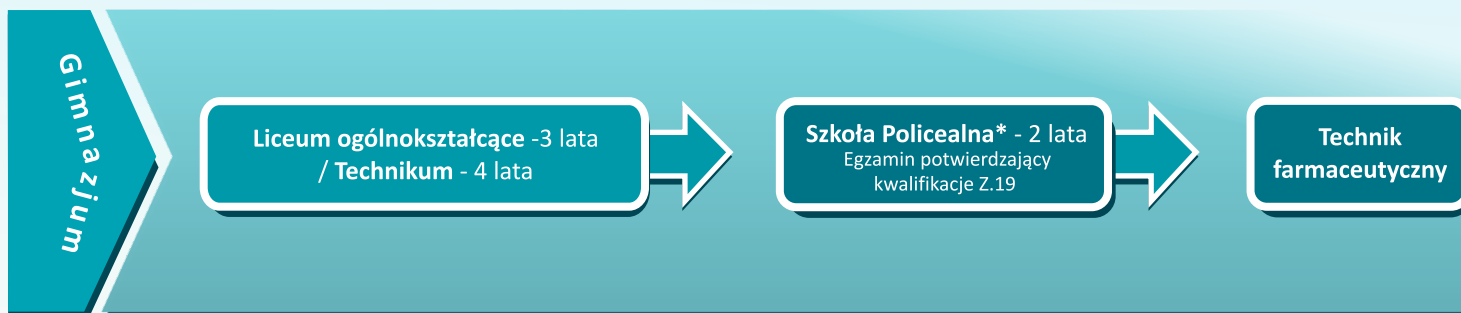 Gimnazjum
Liceum ogólnokształcące -3 lata
/ Technikum - 4 lata
Szkoła Policealna* - 2 lata
Egzamin potwierdzający
kwalifikacje Z.19
Technik
farmaceutyczny